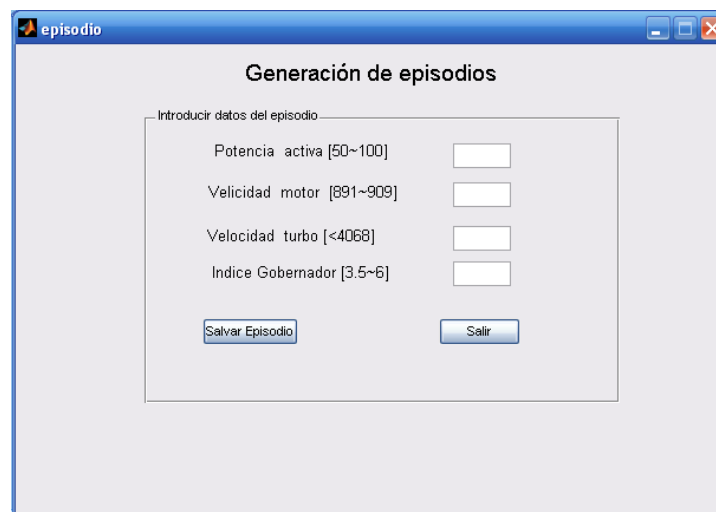 episodio
Generación de episodios
Introducir datos del episodio
Potencia activa [50~100]
Velicidad motor [891~909]
Velocidad turbo [<4068]
Indice Gobernador [3.5~6]
Salvar Episodio Salir